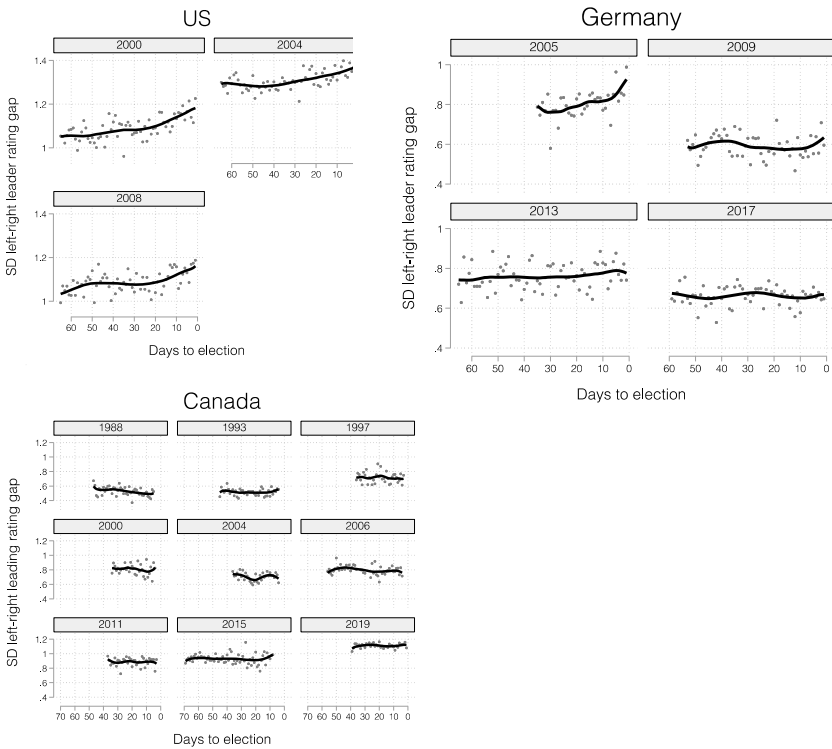 US
2000 2004
1.4
1.2
1
60 50 40 30 20 10 0
2008
1.4
1.2
1
60 50 40 30 20 10 0
SD left-right leader rating gap
Days to election
Germany
2005 2009
1
.8
.6
.4
2013 2017
1
.8
.6
.4
60 50 40 30 20 10 0 60 50 40 30 20 10 0
SD left-right leader rating gap
Days to election
Canada
1988 1993 1997
1.2
1
.8
.6
.4
2000 2004 2006
1.2
1
.8
.6
.4
2011 2015 2019
1.2
1
.8
.6
.4
70 60 50 40 30 20 10 0 70 60 50 40 30 20 10 0 70 60 50 40 30 20 10 0
SD left-right leading rating gap
Days to election